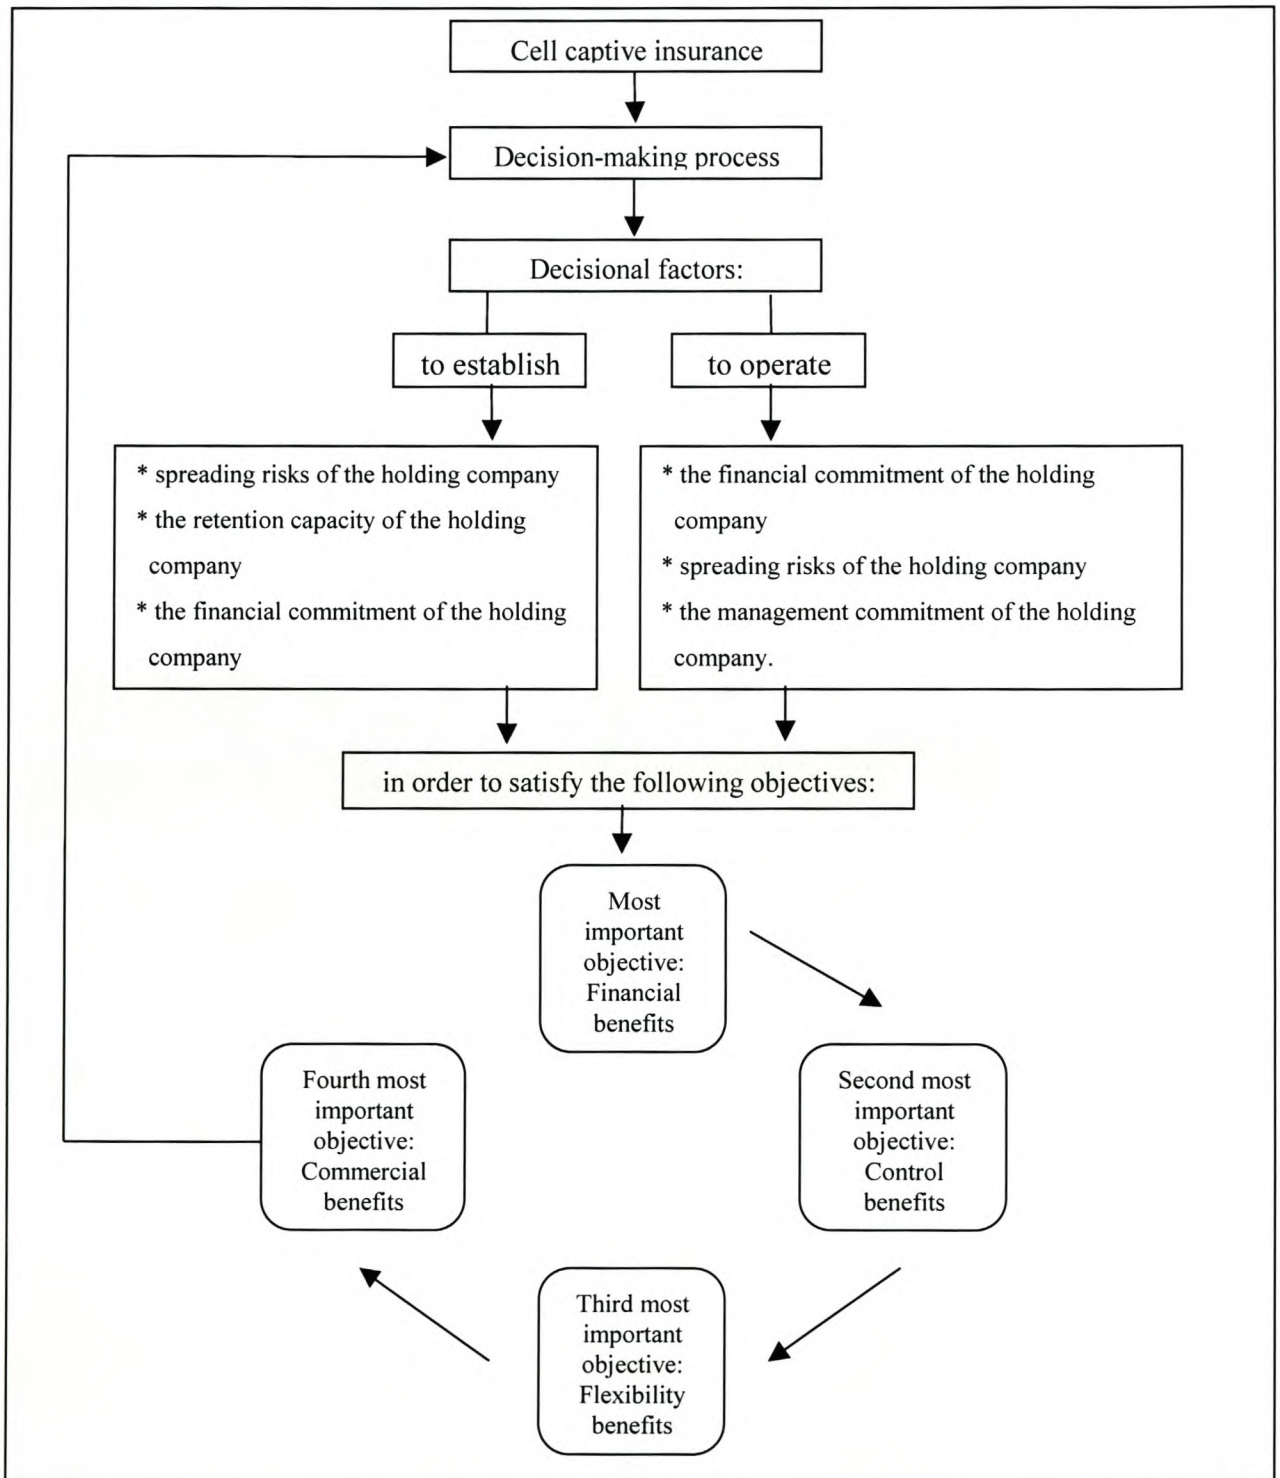 Cell captive insurance
Decision-making process
Decisional factors:
to establish
to operate
* spreading risks of the holding company
* the retention capacity of the holding
company
* the financial commitment of the holding
company
* the financial commitment of the holding
company
* spreading risks of the holding company
* the management commitment of the holding
company.
in order to satisfy the following objectives:
Most
important
objective:
Financial
benefits
Second most
important
objective:
Control
benefits
Third most
important
objective:
Flexibility
benefits
Fourth most
important
objective:
Commercial
benefits